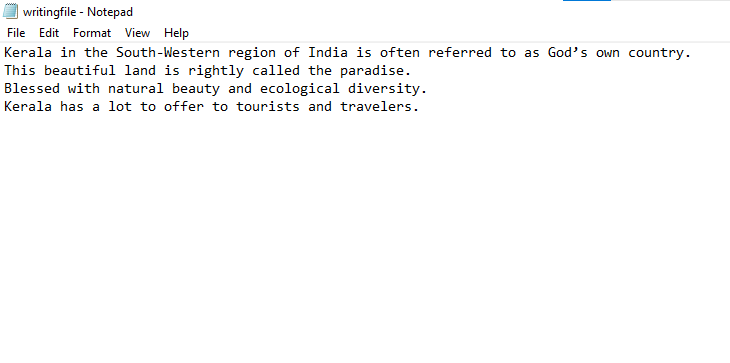 writingfile - Notepad
File Edit Format View Help
Kerala in the South-Western region of India is often referred to as God’s own country.
This beautiful land is rightly called the paradise.
Blessed with natural beauty and ecological diversity.
Kerala has a lot to offer to tourists and travelers.